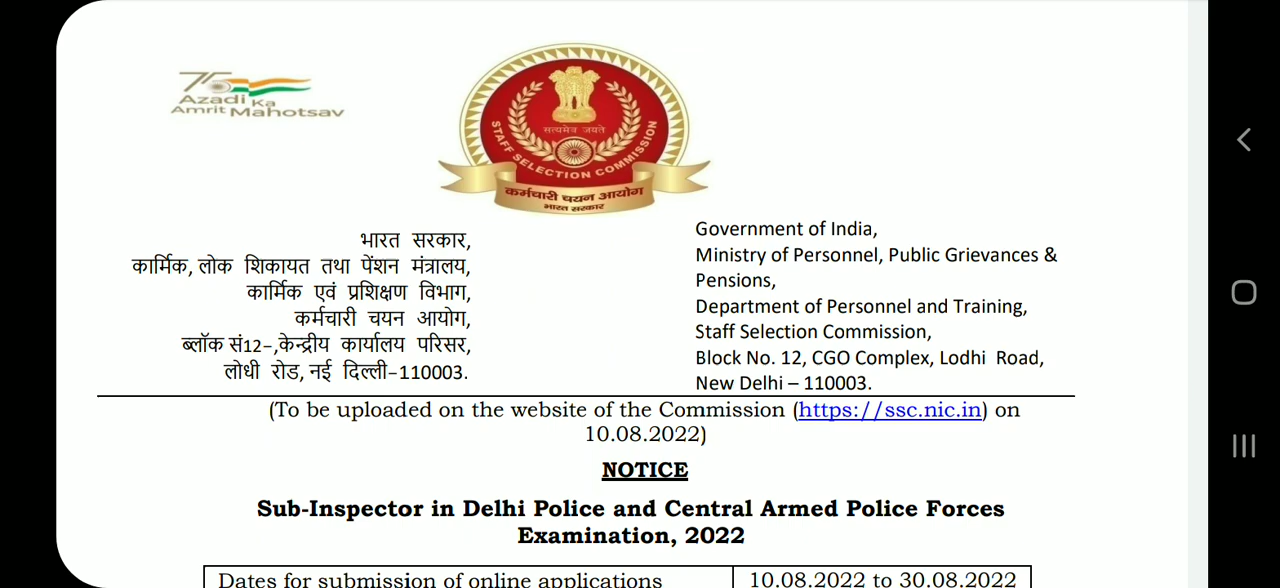 75
Azadi Ka
Amrit Mahotsav
सत्यमेव जयते
STAFF SELECTION COMMISSION
कर्मचारी चयन आयोग
भारत सरकार
भारत सरकार,
कार्मिक, लोक शिकायत तथा पेंशन मंत्रालय,
कार्मिक एवं प्रशिक्षण विभाग,
कर्मचारी चयन आयोग,
ब्लॉक सं12-,केन्द्रीय कार्यालय परिसर,
लोधी रोड, नई दिल्ली-110003.
Government of India,
Ministry of Personnel, Public Grievances &
Pensions,
Department of Personnel and Training,
Staff Selection Commission,
Block No. 12, CGO Complex, Lodhi Road,
New Delhi – 110003.
(To be uploaded on the website of the Commission (https://ssc.nic.in) on
10.08.2022)
NOTICE
Sub-Inspector in Delhi Police and Central Armed Police Forces
Examination, 2022
Dates for submission of online applications 10.08.2022 to 30.08.2022